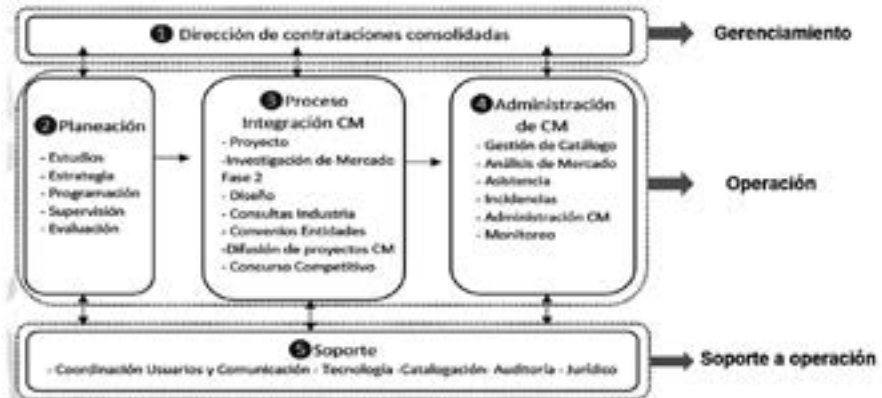 1 Dirección de contrataciones consolidadas
Gerenciamiento
2 Planeación
- Estudios
- Estrategia
- Programación
- Supervisión
- Evaluación
3 Proceso
Integración CM
- Proyecto
-Investigación de Mercado
Fase 2
- Diseño
- Consultas Industria
- Convenios Entidades
-Difusión de proyectos CM
- Concurso Competitivo
4 Administración
de CM
- Gestión de Catálogo
- Análisis de Mercado
- Asistencia
- Incidencias
- Administración CM
- Monitoreo
Operación
5 Soporte
- Coordinación Usuarios y Comunicación - Tecnología -Catalogación- Auditoría - Jurídico
Soporte a operación